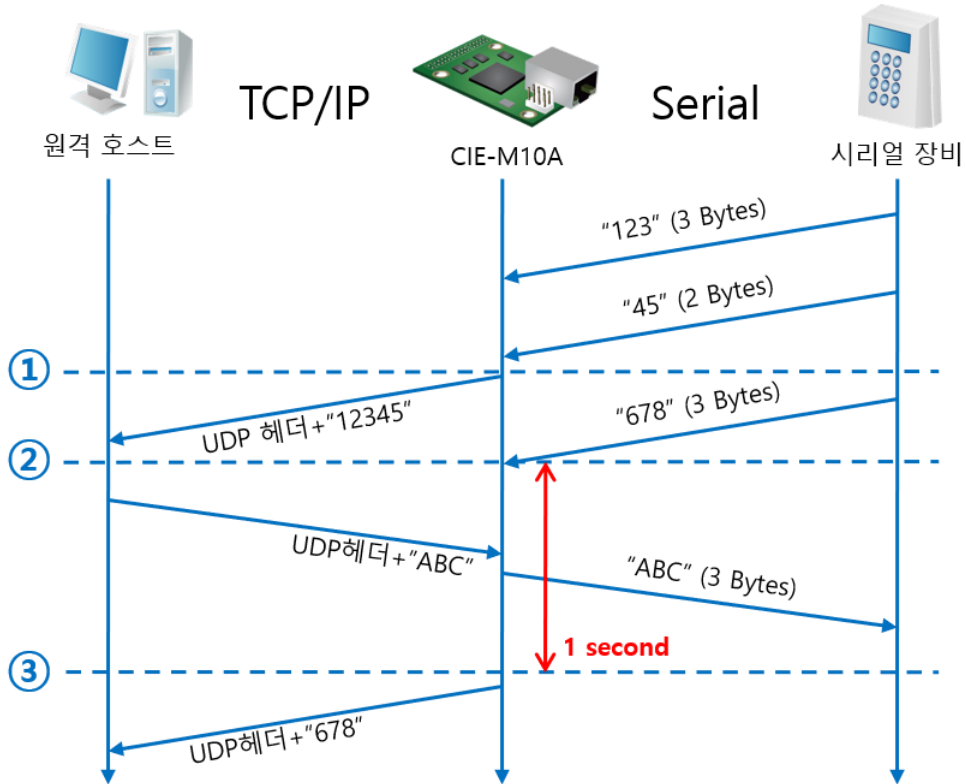 TCP/IP
Serial
원격 호스트
CIE-M10A
시리얼 장비
“123” (3 Bytes)
“45” (2 Bytes)
①
UDP 헤더+“12345”
“678” (3 Bytes)
②
UDP헤더+“ABC”
“ABC” (3 Bytes)
1 second
③
UDP헤더+“678”